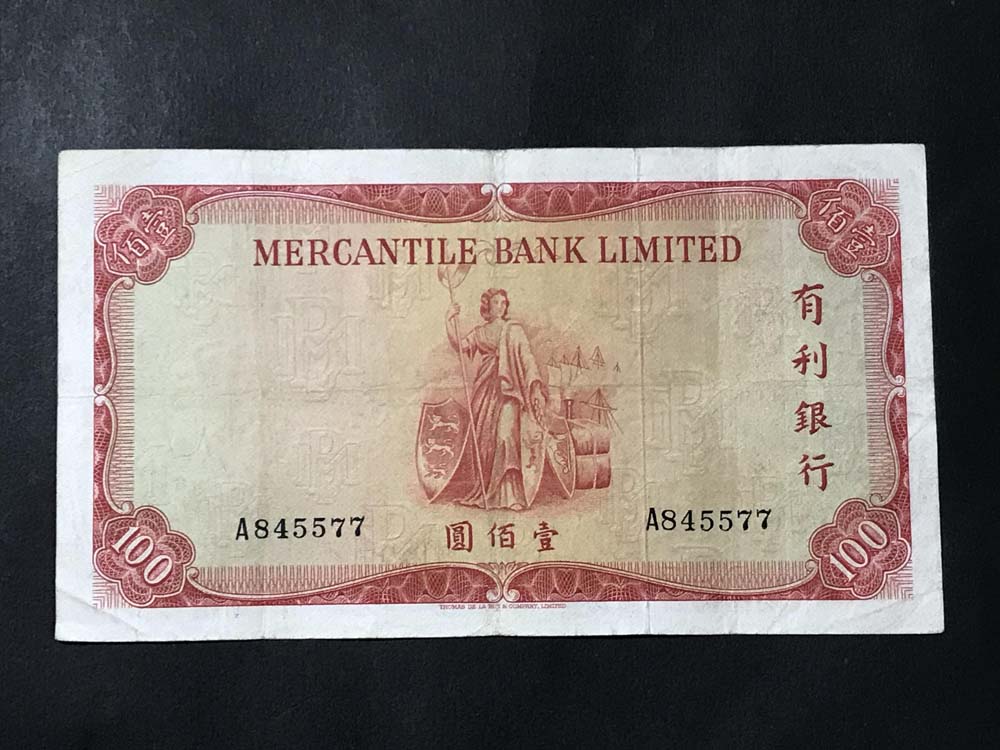 壹佰
壹佰
MERCANTILE BANK LIMITED
有利銀行
A845577
A845577
壹佰圓
100
100
THOMAS DE LA RUE & COMPANY, LIMITED